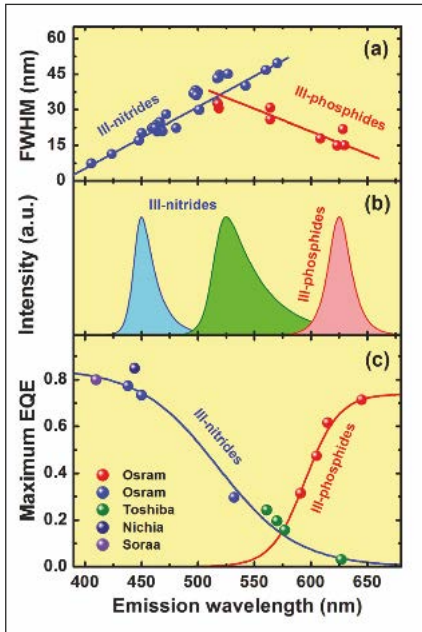 60
45
30
15
FWHM (nm)
(a)
III-nitrides
III-phosphides
Intensity (a.u.)
(b)
III-nitrides
III-phosphides
0.8
0.6
0.4
0.2
0.0
Maximum EQE
(c)
III-nitrides
III-phosphides
Osram
Osram
Toshiba
Nichia
Soraa
400 450 500 550 600 650
Emission wavelength (nm)